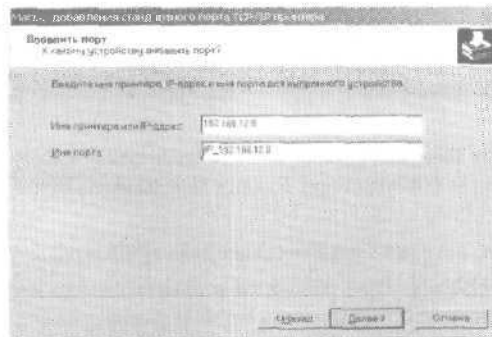 добавления стандартного порта TCP/IP принтера
Добавить порт
К какому устройству добавить порт?
Введите имя принтера, IP-адрес и имя порта для выбранного устройства.
Имя принтера или IP-адрес: 192.168.12.8
Имя порта: IP_192.168.12.8
< Назад Далее > Отмена